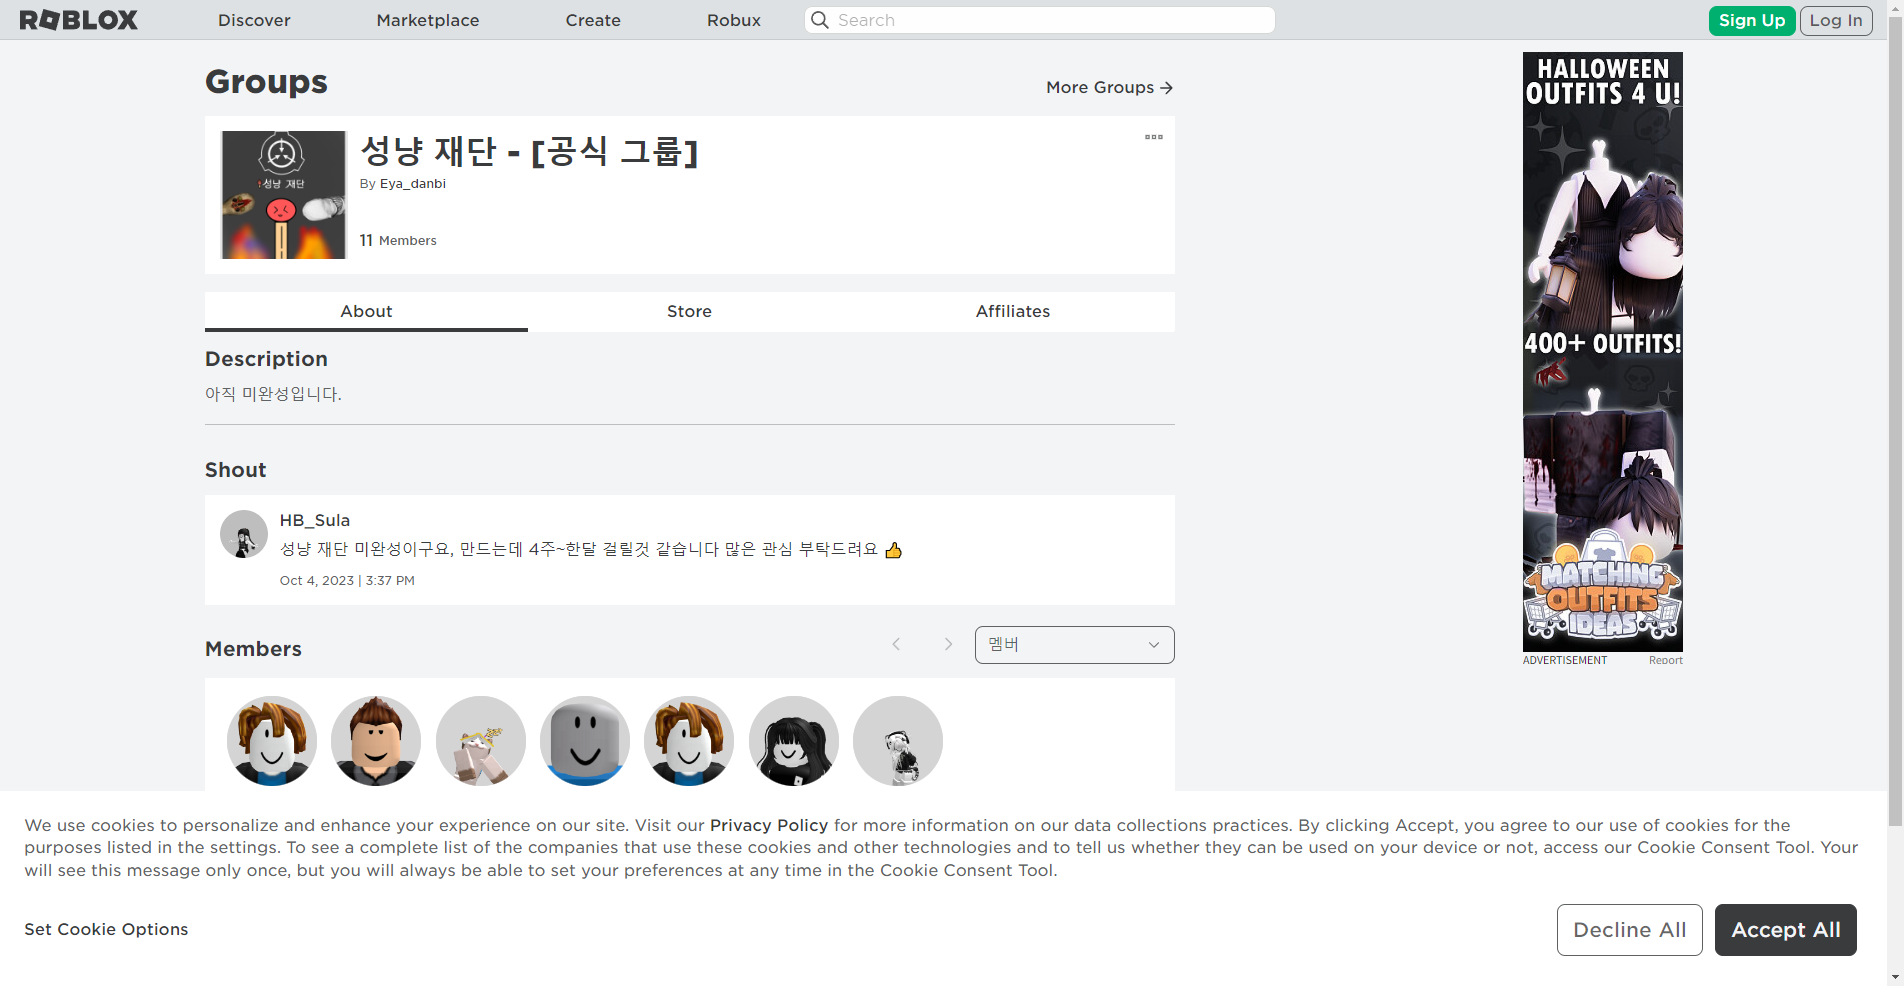 ROBLOX
Discover
Marketplace
Create
Robux
Search
Sign Up
Log In
Groups
More Groups
성냥 재단
성냥 재단 - [공식 그룹]
By Eya_danbi
11 Members
About
Store
Affiliates
Description
아직 미완성입니다.
Shout
HB_Sula
성냥 재단 미완성이구요, 만드는데 4주~한달 걸릴것 같습니다 많은 관심 부탁드려요 👍
Oct 4, 2023 | 3:37 PM
Members
멤버
HALLOWEEN
OUTFITS 4 U!
400+ OUTFITS!
MATCHING
OUTFITS
IDEAS
ADVERTISEMENT
Report
We use cookies to personalize and enhance your experience on our site. Visit our Privacy Policy for more information on our data collections practices. By clicking Accept, you agree to our use of cookies for the
purposes listed in the settings. To see a complete list of the companies that use these cookies and other technologies and to tell us whether they can be used on your device or not, access our Cookie Consent Tool. Your
will see this message only once, but you will always be able to set your preferences at any time in the Cookie Consent Tool.
Set Cookie Options
Decline All
Accept All